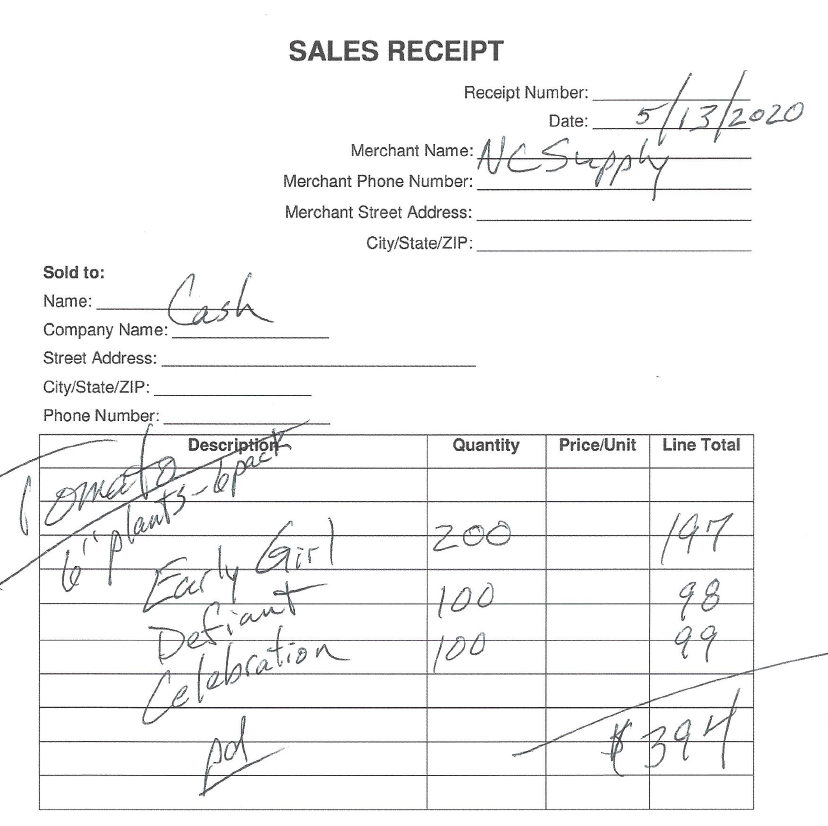 SALES RECEIPT
Receipt Number:
Date: 5/13/2020
Merchant Name: NC Supply
Merchant Phone Number:
Merchant Street Address:
City/State/ZIP:
Sold to:
Name: Cash
Company Name:
Street Address:
City/State/ZIP:
Phone Number:
Description Quantity Price/Unit Line Total
Tomato
6" plants - 6 pack
Early Girl 200 197
Defiant 100 98
Celebration 100 99
pd $394